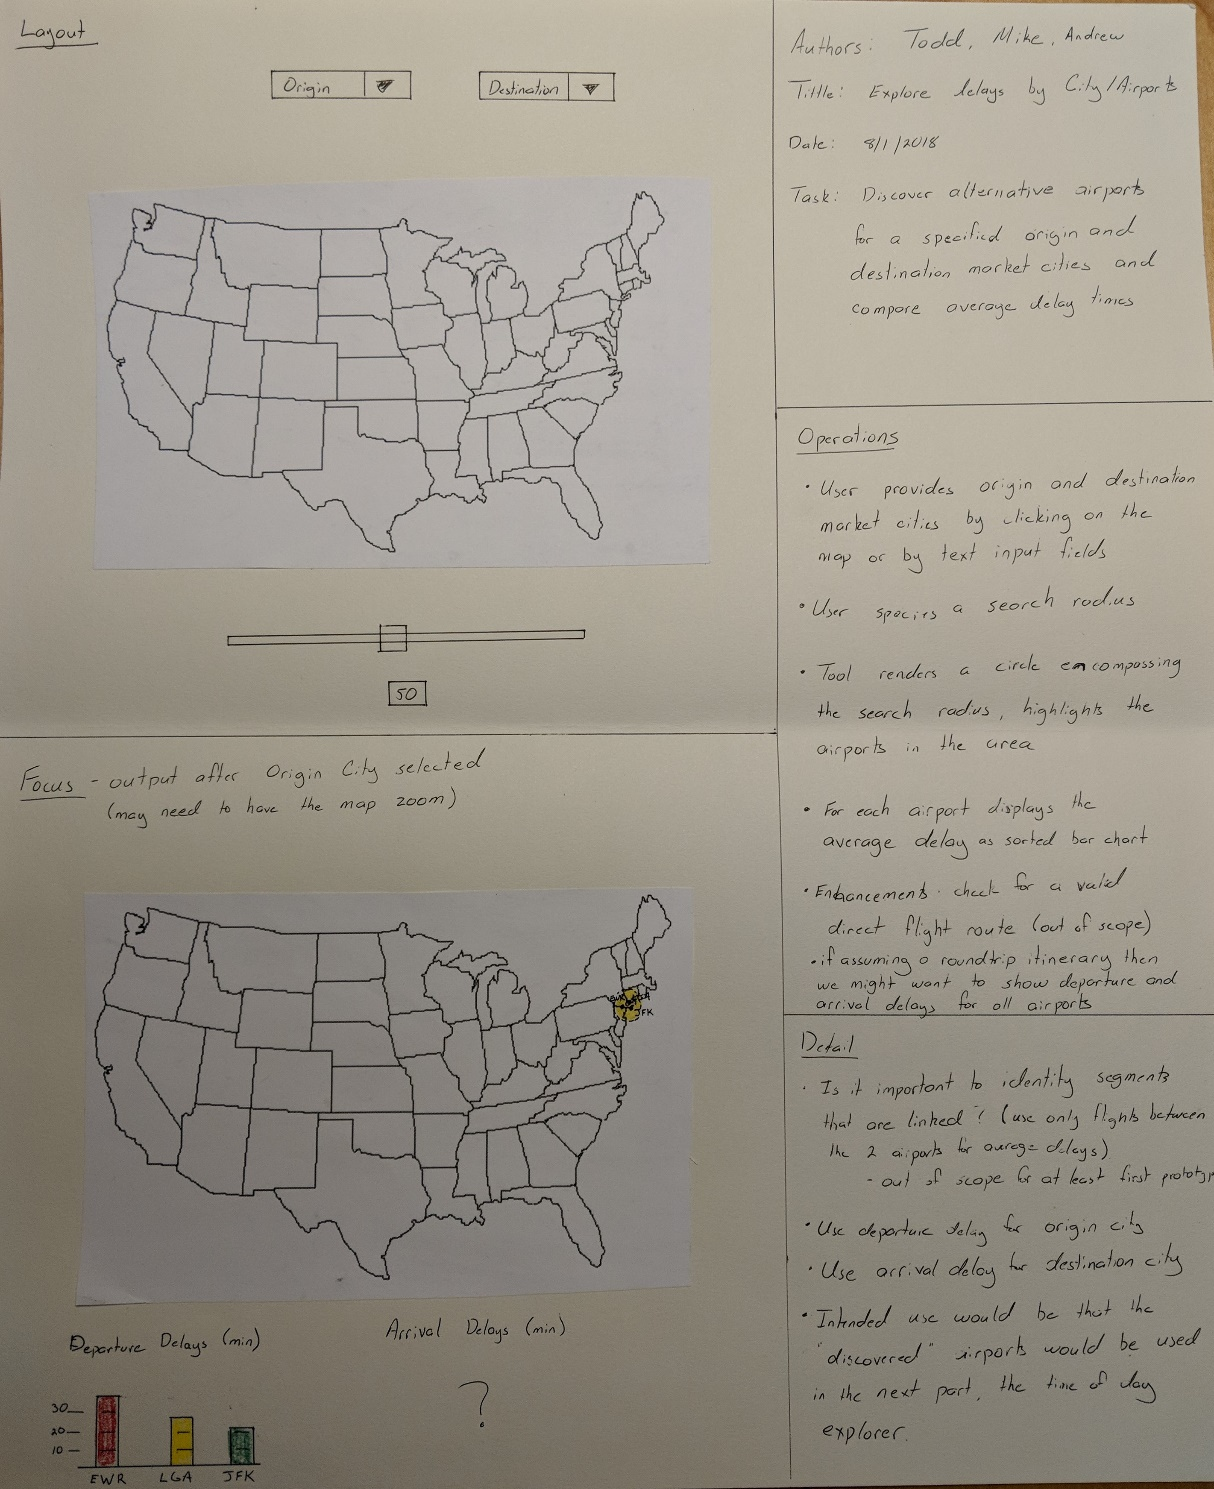 Layout
Origin
Destination
50
Focus - output after Origin City selected
(may need to have the map zoom)
JFK
Departure Delays (min)
Arrival Delays (min)
?
30
20
10
EWR LGA JFK
Authors: Todd, Mike, Andrew
Tittle: Explore delays by City/Airports
Date: 8/1/2018
Task: Discover alternative airports
for a specified origin and
destination market cities and
compare average delay times
Operations
• User provides origin and destination
market cities by clicking on the
map or by text input fields
• User specifies a search radius
• Tool renders a circle encompassing
the search radius, highlights the
airports in the area
• For each airport displays the
average delay as sorted bar chart
• Enhancements - check for a valid
direct flight route (out of scope)
• if assuming a roundtrip itinerary then
we might want to show departure and
arrival delays for all airports
Detail
• Is it important to identity segments
that are linked? (use only flights between
the 2 airports for average delays)
- out of scope for at least first prototyp
• Use departure delay for origin city
• Use arrival delay for destination city
• Intended use would be that the
"discovered" airports would be used
in the next part, the time of day
explorer.